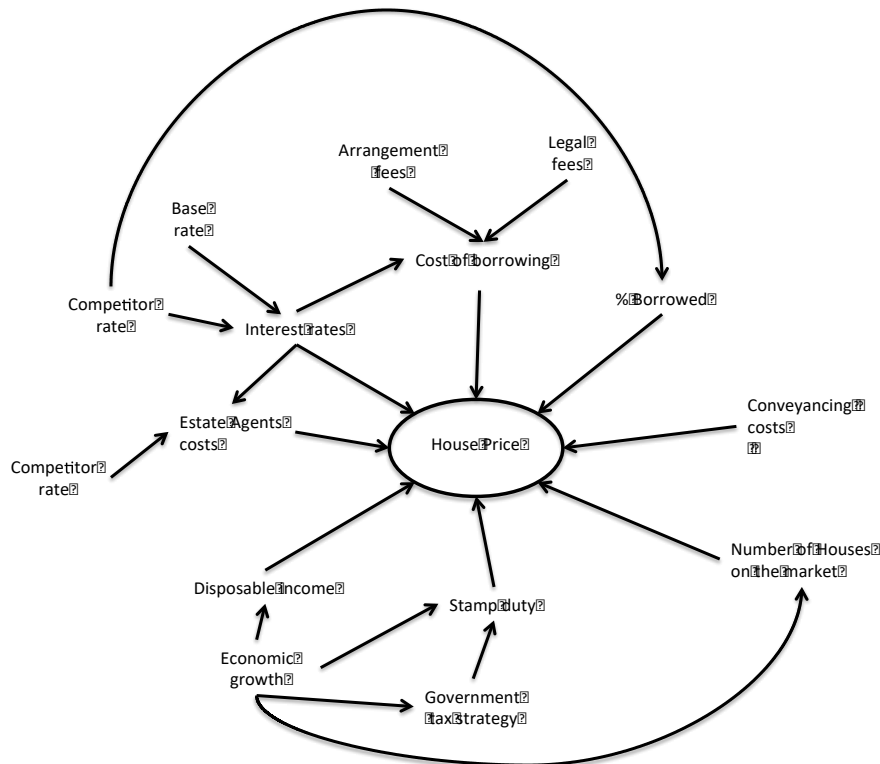 Legal
fees
Arrangement
fees
Base
rate
Cost of borrowing
Competitor
rate
Interest rates
% Borrowed
Estate Agents
costs
Conveyancing
costs
House Price
Competitor
rate
Number of Houses
on the market
Disposable income
Stamp duty
Economic
growth
Government
tax strategy